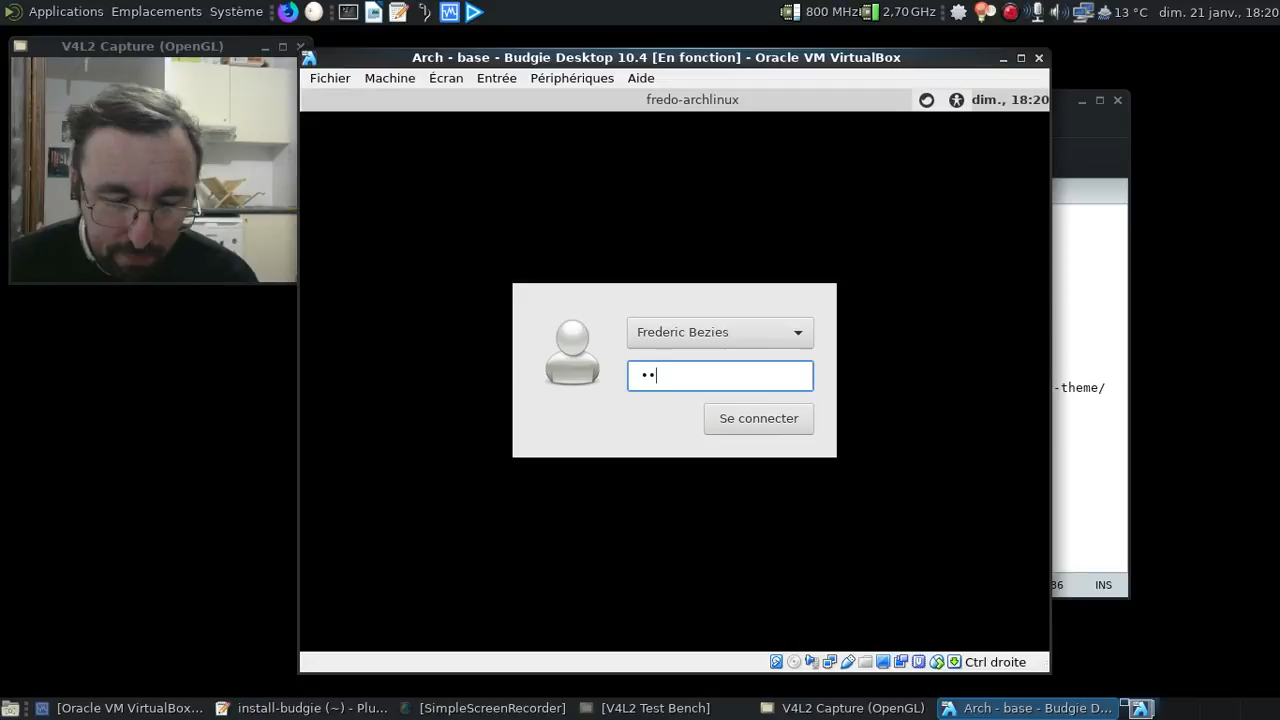 Applications Emplacements Système 800 MHz 2,70 GHz 13 °C dim. 21 janv., 18:20
V4L2 Capture (OpenGL)
Arch - base - Budgie Desktop 10.4 [En fonction] - Oracle VM VirtualBox
Fichier Machine Écran Entrée Périphériques Aide
fredo-archlinux dim., 18:20
Frederic Bezies
-theme/
Se connecter
86 INS
Ctrl droite
[Oracle VM VirtualBox... install-budgie (~) - Plu... [SimpleScreenRecorder] [V4L2 Test Bench] V4L2 Capture (OpenGL) Arch - base - Budgie D...